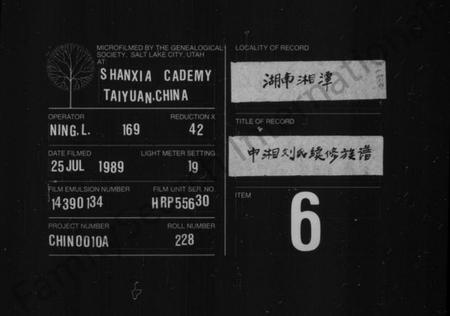 MICROFILMED BY THE GENEALOGICAL
SOCIETY, SALT LAKE CITY, UTAH
AT
SHANXIA CADEMY
TAIYUAN.CHINA
OPERATOR
REDUCTION X
NING.L. 169 42
DATE FILMED
LIGHT METER SETTING
25 JUL 1989 19
FILM EMULSION NUMBER
FILM UNIT SER. NO.
14390134 HRP55630
PROJECT NUMBER
ROLL NUMBER
CHIN0010A 228
LOCALITY OF RECORD
湖南湘潭
TITLE OF RECORD
中湘刘氏續修族譜
ITEM
6